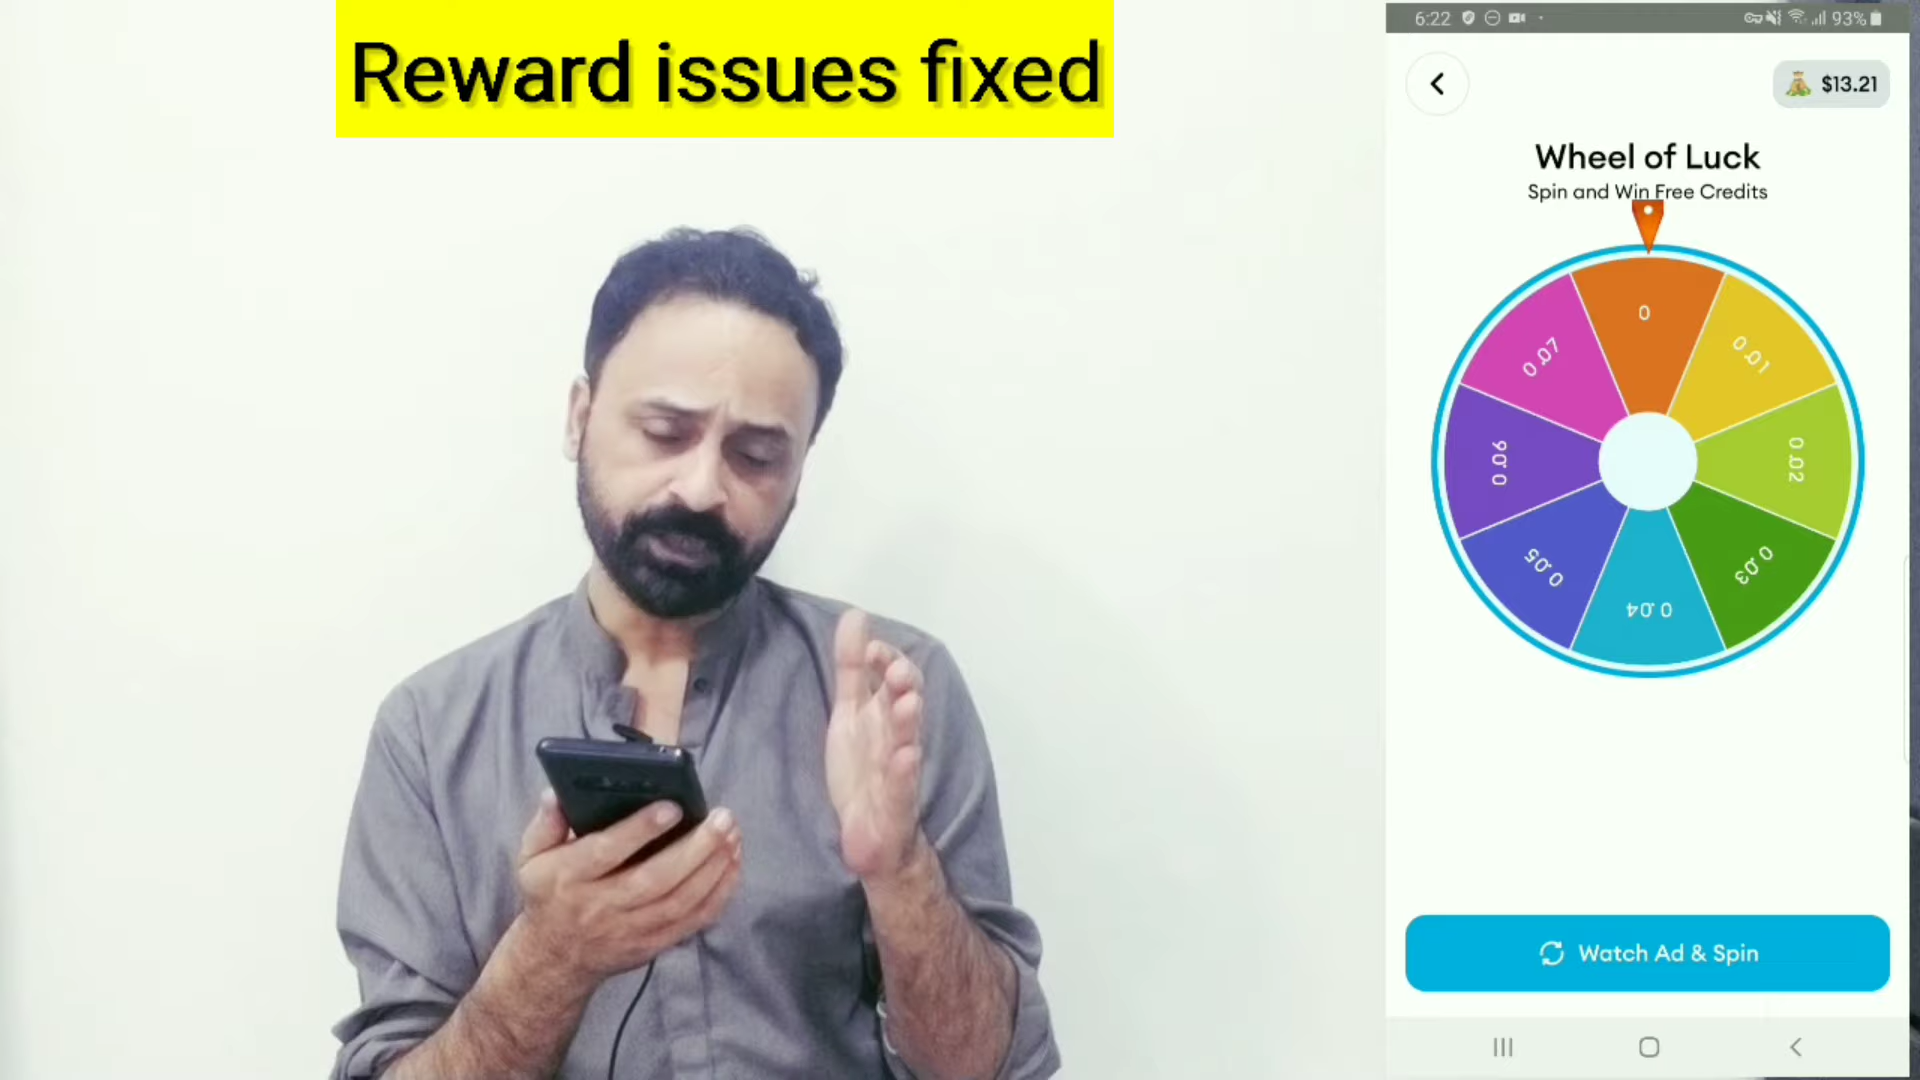 Reward issues fixed
6:22
93%
$13.21
Wheel of Luck
Spin and Win Free Credits
0
0.01
0.02
0.03
0.04
0.05
0.06
0.07
Watch Ad & Spin